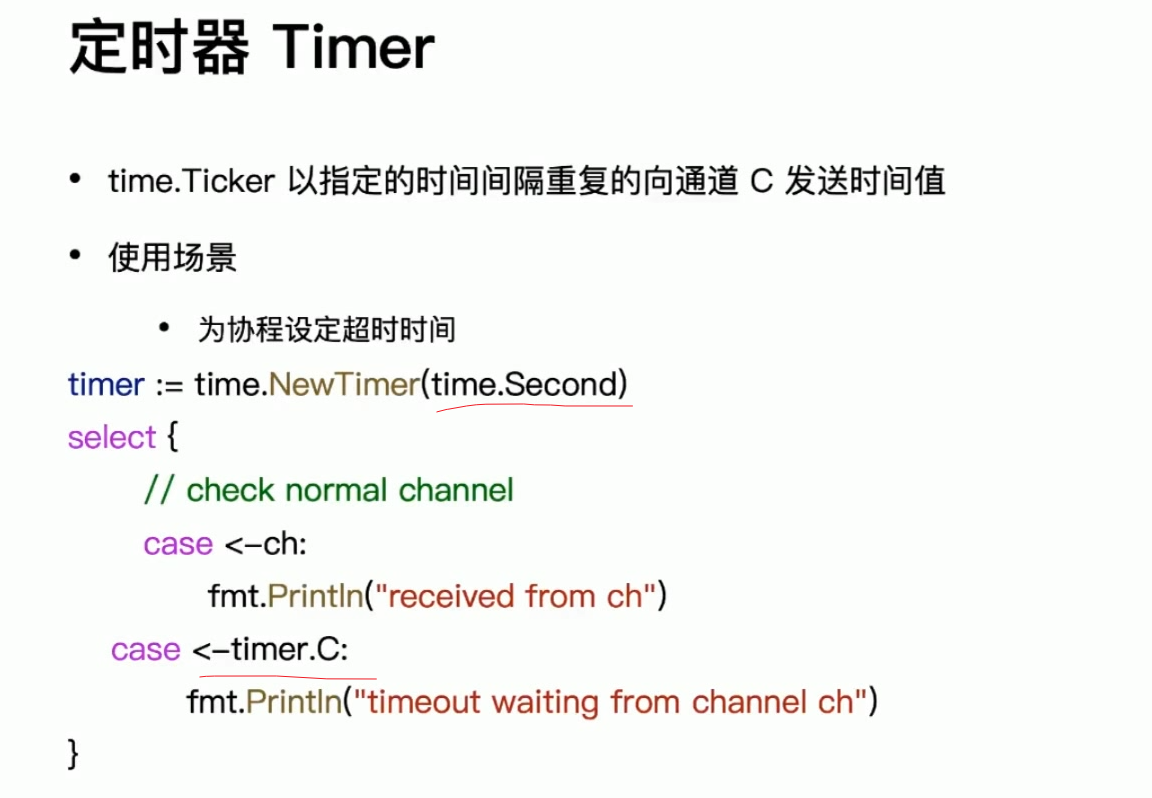 定时器 Timer
• time.Ticker 以指定的时间间隔重复的向通道 C 发送时间值
• 使用场景
• 为协程设定超时时间
timer := time.NewTimer(time.Second)
select {
// check normal channel
case <-ch:
fmt.Println("received from ch")
case <-timer.C:
fmt.Println("timeout waiting from channel ch")
}